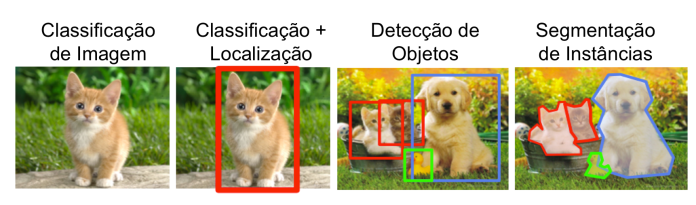 Classificação
de Imagem
Classificação +
Localização
Detecção de
Objetos
Segmentação
de Instâncias